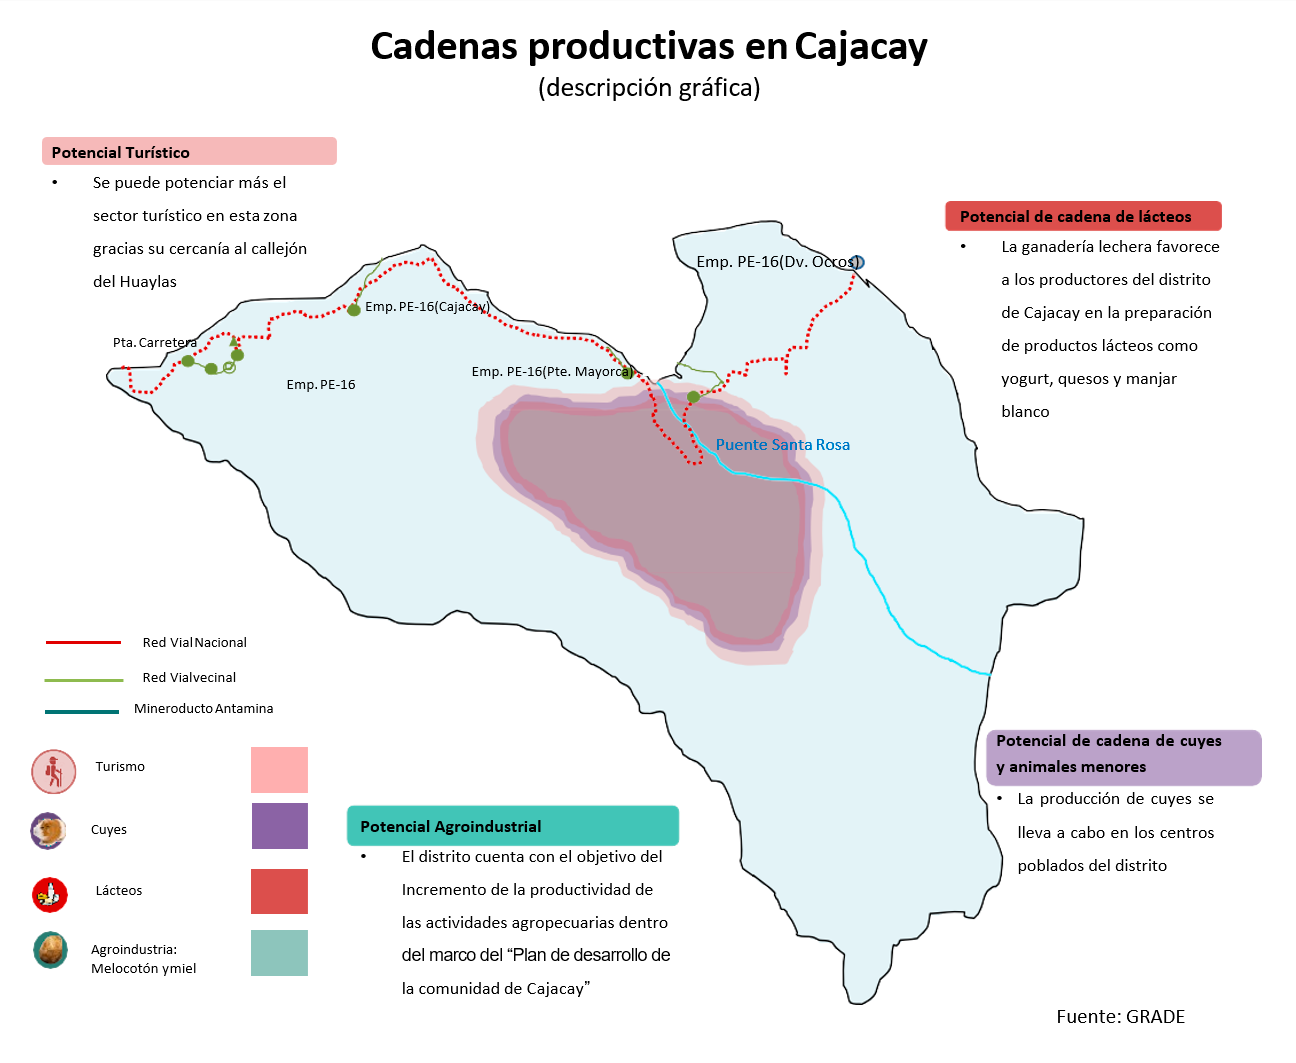 Cadenas productivas en Cajacay
(descripción gráfica)
Potencial Turístico
• Se puede potenciar más el
sector turístico en esta zona
gracias su cercanía al callejón
del Huaylas
Potencial de cadena de lácteos
• La ganadería lechera favorece
a los productores del distrito
de Cajacay en la preparación
de productos lácteos como
yogurt, quesos y manjar
blanco
Emp. PE-16(Dv. Ocros)
Emp. PE-16(Cajacay)
Pta. Carretera
Emp. PE-16(Pte. Mayorca)
Emp. PE-16
Puente Santa Rosa
Red Vial Nacional
Red Vial vecinal
Mineroducto Antamina
Turismo
Cuyes
Lácteos
Agroindustria:
Melocotón y miel
Potencial Agroindustrial
• El distrito cuenta con el objetivo del
Incremento de la productividad de
las actividades agropecuarias dentro
del marco del “Plan de desarrollo de
la comunidad de Cajacay”
Potencial de cadena de cuyes
y animales menores
• La producción de cuyes se
lleva a cabo en los centros
poblados del distrito
Fuente: GRADE